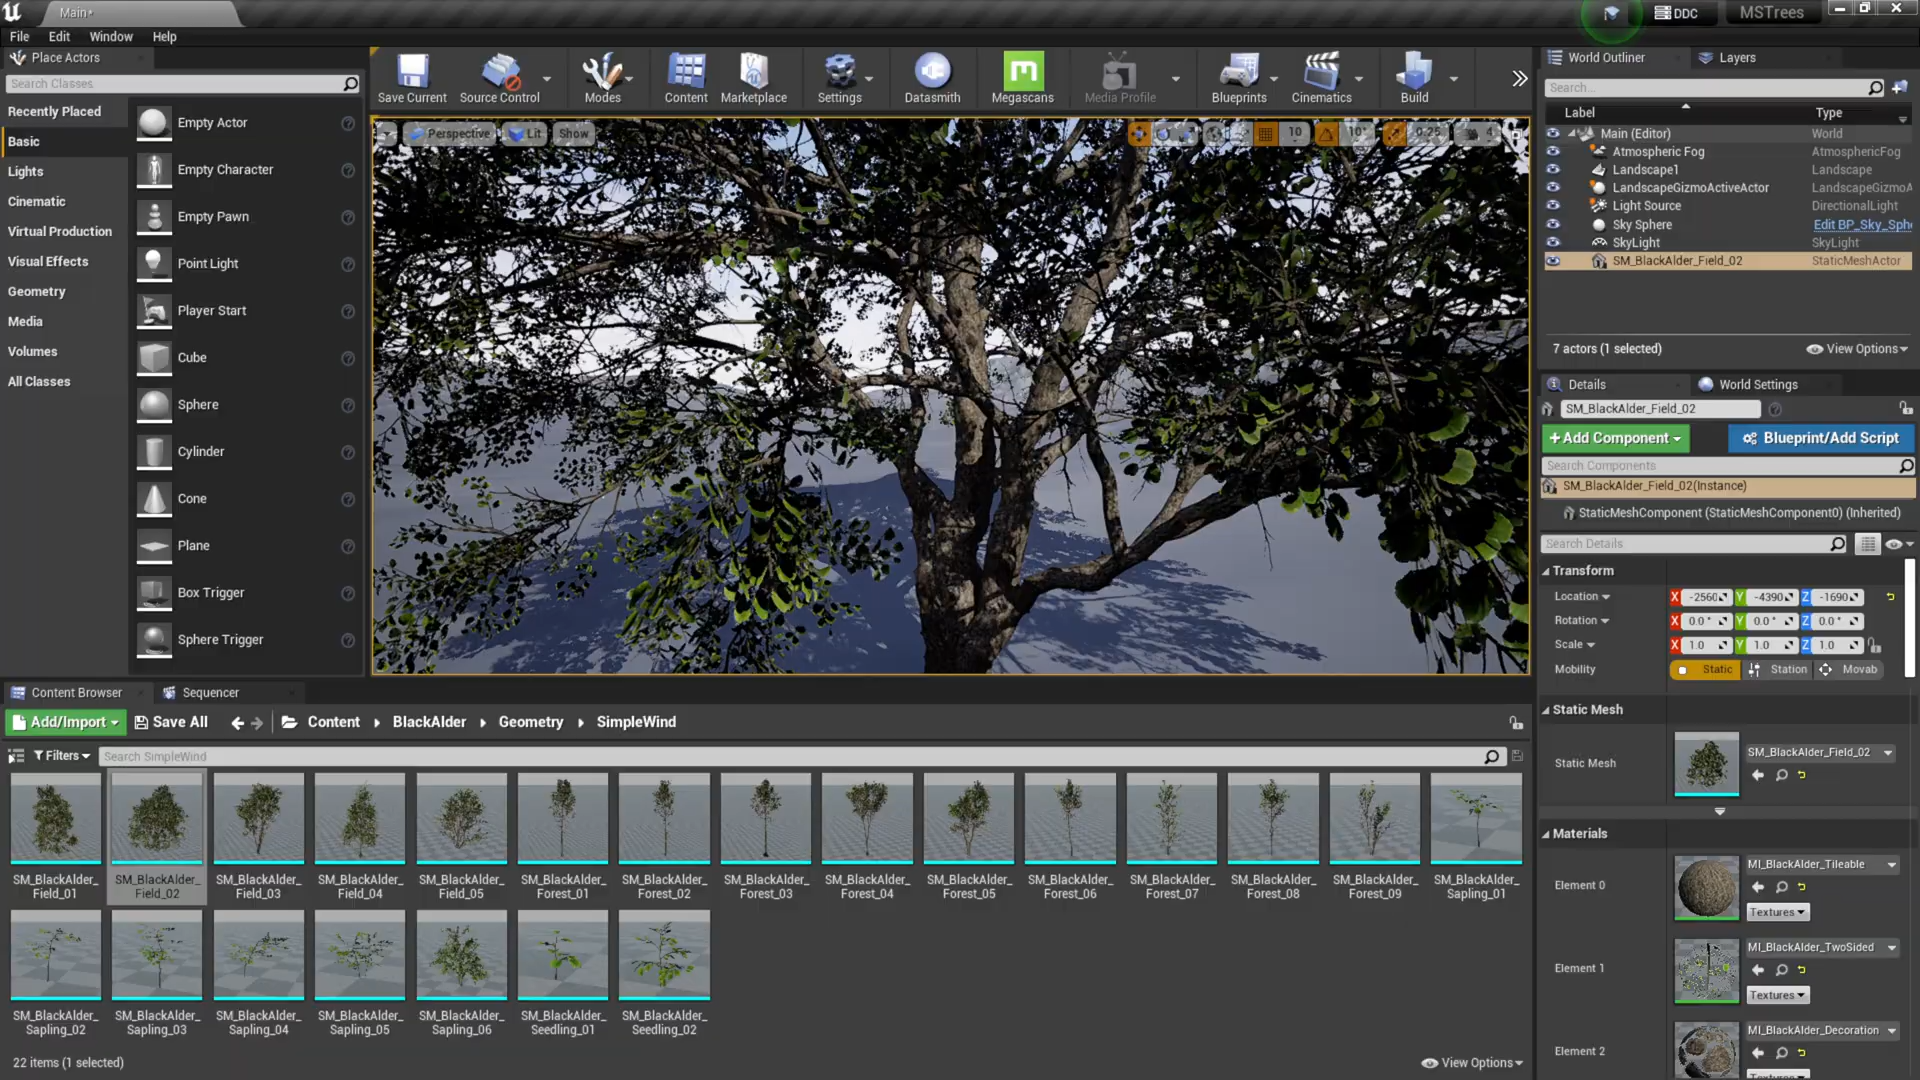 Main*
DDC
MSTrees
File Edit Window Help
Place Actors
Search Classes
Recently Placed
Basic
Lights
Cinematic
Virtual Production
Visual Effects
Geometry
Media
Volumes
All Classes
Empty Actor
Empty Character
Empty Pawn
Point Light
Player Start
Cube
Sphere
Cylinder
Cone
Plane
Box Trigger
Sphere Trigger
Save Current
Source Control
Modes
Content
Marketplace
Settings
Datasmith
Megascans
Media Profile
Blueprints
Cinematics
Build
Perspective
Lit
Show
10
10°
0.25
4
World Outliner
Layers
Search...
Label Type
Main (Editor) World
Atmospheric Fog AtmosphericFog
Landscape1 Landscape
LandscapeGizmoActiveActor LandscapeGizmoA
Light Source DirectionalLight
Sky Sphere Edit BP_Sky_Sphe
SkyLight SkyLight
SM_BlackAlder_Field_02 StaticMeshActor
7 actors (1 selected)
View Options
Details
World Settings
SM_BlackAlder_Field_02
+Add Component
Blueprint/Add Script
Search Components
SM_BlackAlder_Field_02(Instance)
StaticMeshComponent (StaticMeshComponent0) (Inherited)
Search Details
Transform
Location X -2560 Y -4390 Z -1690
Rotation X 0.0 ° Y 0.0 ° Z 0.0 °
Scale X 1.0 Y 1.0 Z 1.0
Mobility Static Station Movab
Static Mesh
Static Mesh
SM_BlackAlder_Field_02
Materials
Element 0
MI_BlackAlder_Tileable
Textures
Element 1
MI_BlackAlder_TwoSided
Textures
Element 2
MI_BlackAlder_Decoration
Textures
Content Browser
Sequencer
Add/Import
Save All
Content BlackAlder Geometry SimpleWind
Filters
Search SimpleWind
SM_BlackAlder_
Field_01
SM_BlackAlder_
Field_02
SM_BlackAlder_
Field_03
SM_BlackAlder_
Field_04
SM_BlackAlder_
Field_05
SM_BlackAlder_
Forest_01
SM_BlackAlder_
Forest_02
SM_BlackAlder_
Forest_03
SM_BlackAlder_
Forest_04
SM_BlackAlder_
Forest_05
SM_BlackAlder_
Forest_06
SM_BlackAlder_
Forest_07
SM_BlackAlder_
Forest_08
SM_BlackAlder_
Forest_09
SM_BlackAlder_
Sapling_01
SM_BlackAlder_
Sapling_02
SM_BlackAlder_
Sapling_03
SM_BlackAlder_
Sapling_04
SM_BlackAlder_
Sapling_05
SM_BlackAlder_
Sapling_06
SM_BlackAlder_
Seedling_01
SM_BlackAlder_
Seedling_02
22 items (1 selected)
View Options